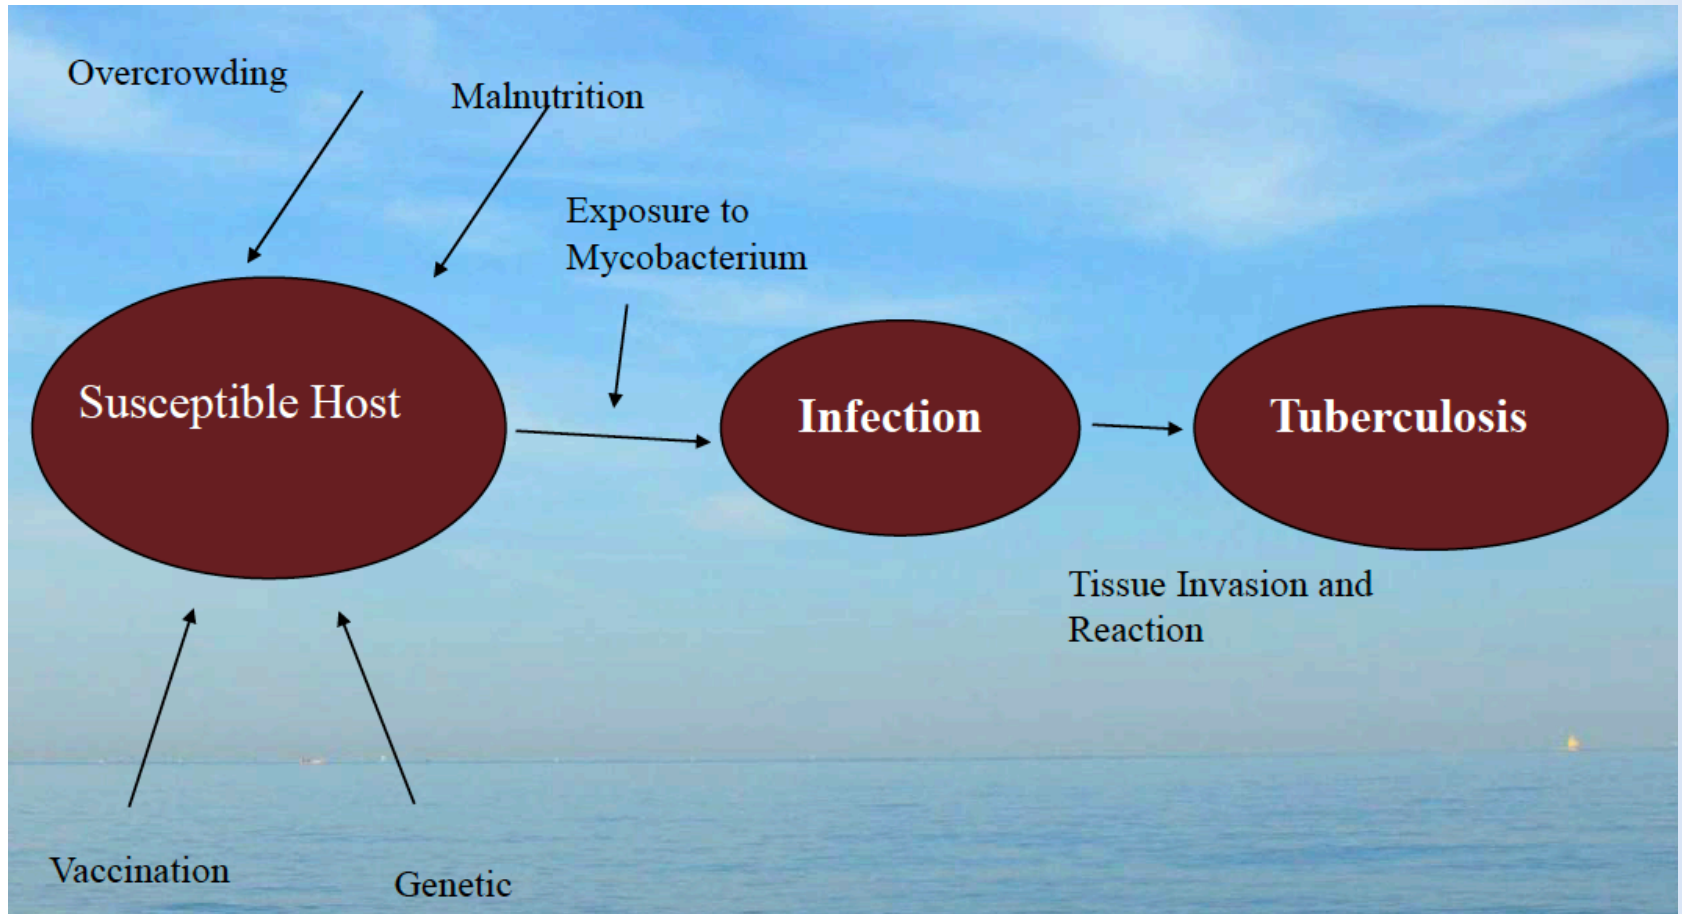 Overcrowding
Malnutrition
Exposure to
Mycobacterium
Susceptible Host
Infection
Tuberculosis
Tissue Invasion and
Reaction
Vaccination
Genetic